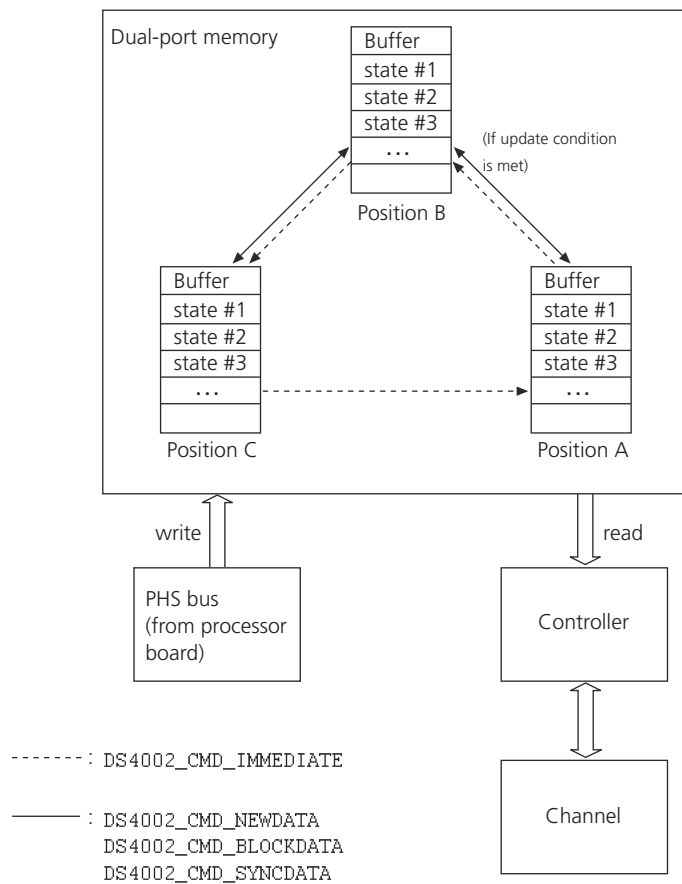 Dual-port memory
Buffer
state #1
state #2
state #3
...
Position B
(If update condition
is met)
Buffer
state #1
state #2
state #3
...
Position C
Buffer
state #1
state #2
state #3
...
Position A
write
read
PHS bus
(from processor
board)
Controller
Channel
: DS4002_CMD_IMMEDIATE
: DS4002_CMD_NEWDATA
DS4002_CMD_BLOCKDATA
DS4002_CMD_SYNCDATA